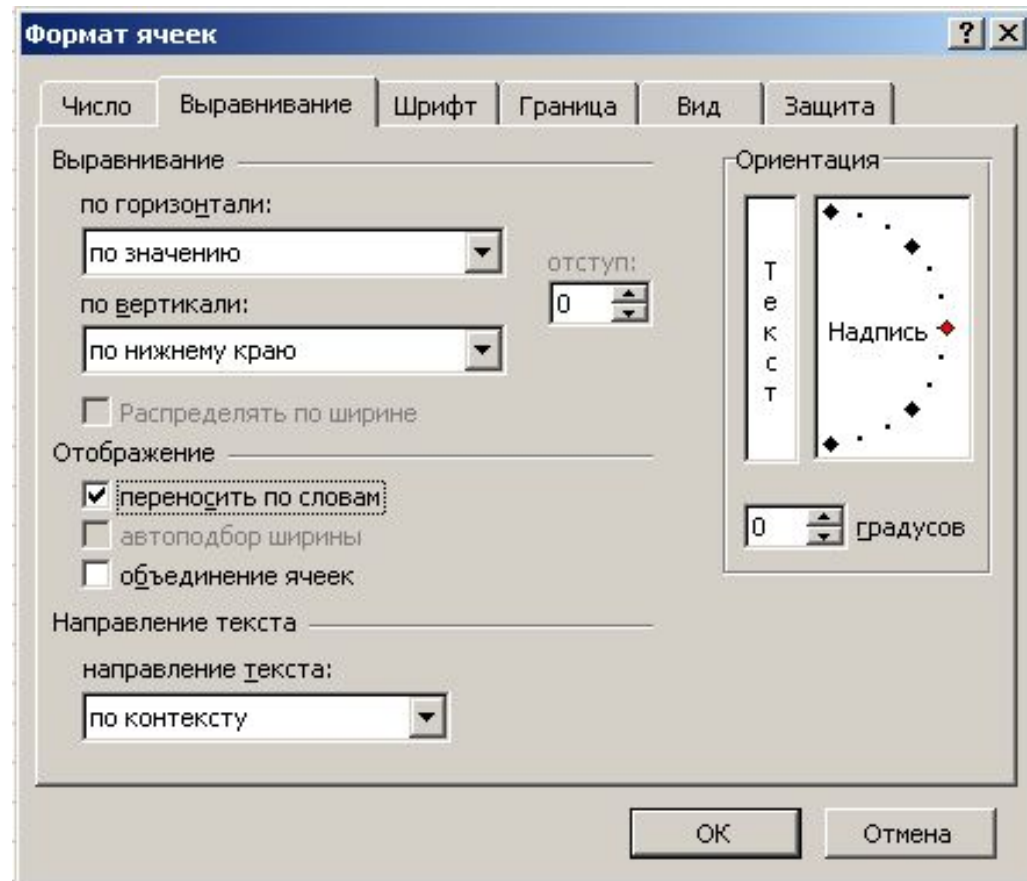 Формат ячеек
Число Выравнивание Шрифт Граница Вид Защита
Выравнивание
по горизонтали:
по значению
отступ:
0
по вертикали:
по нижнему краю
Распределять по ширине
Отображение
переносить по словам
автоподбор ширины
объединение ячеек
Направление текста
направление текста:
по контексту
Ориентация
Текст
Надпись
0 градусов
ОК Отмена